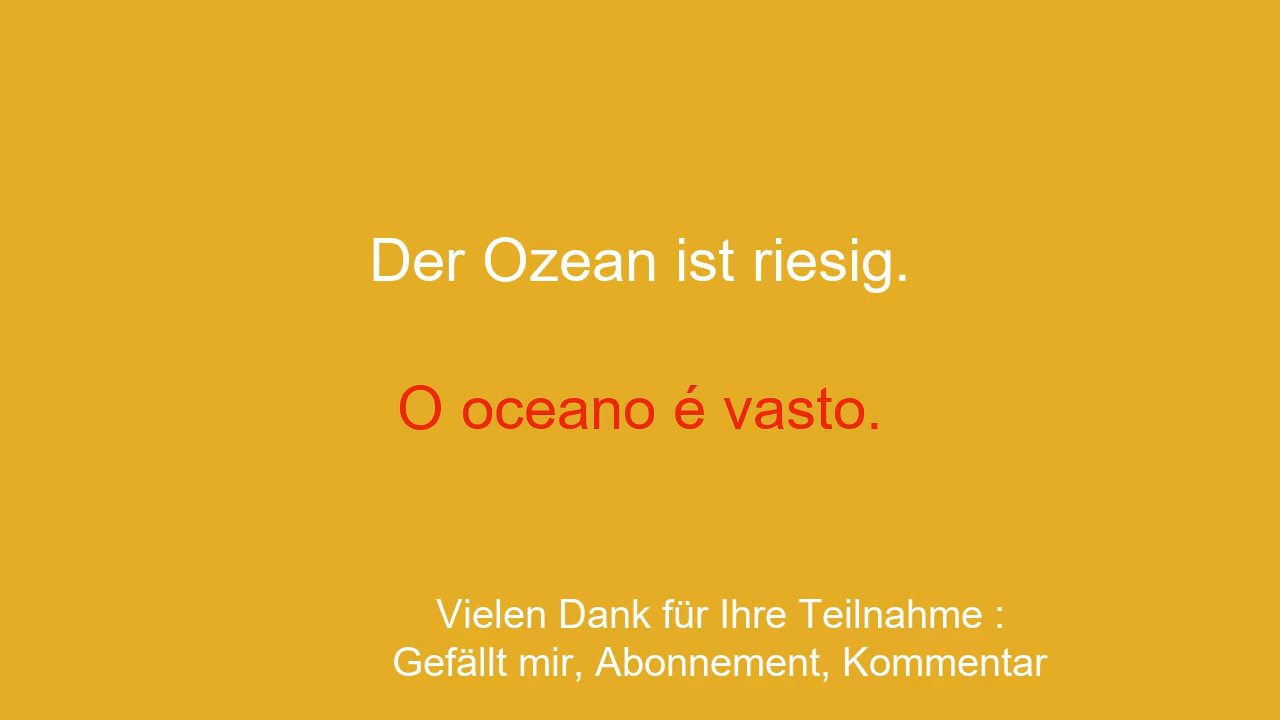 Der Ozean ist riesig.
O oceano é vasto.
Vielen Dank für Ihre Teilnahme :
Gefällt mir, Abonnement, Kommentar